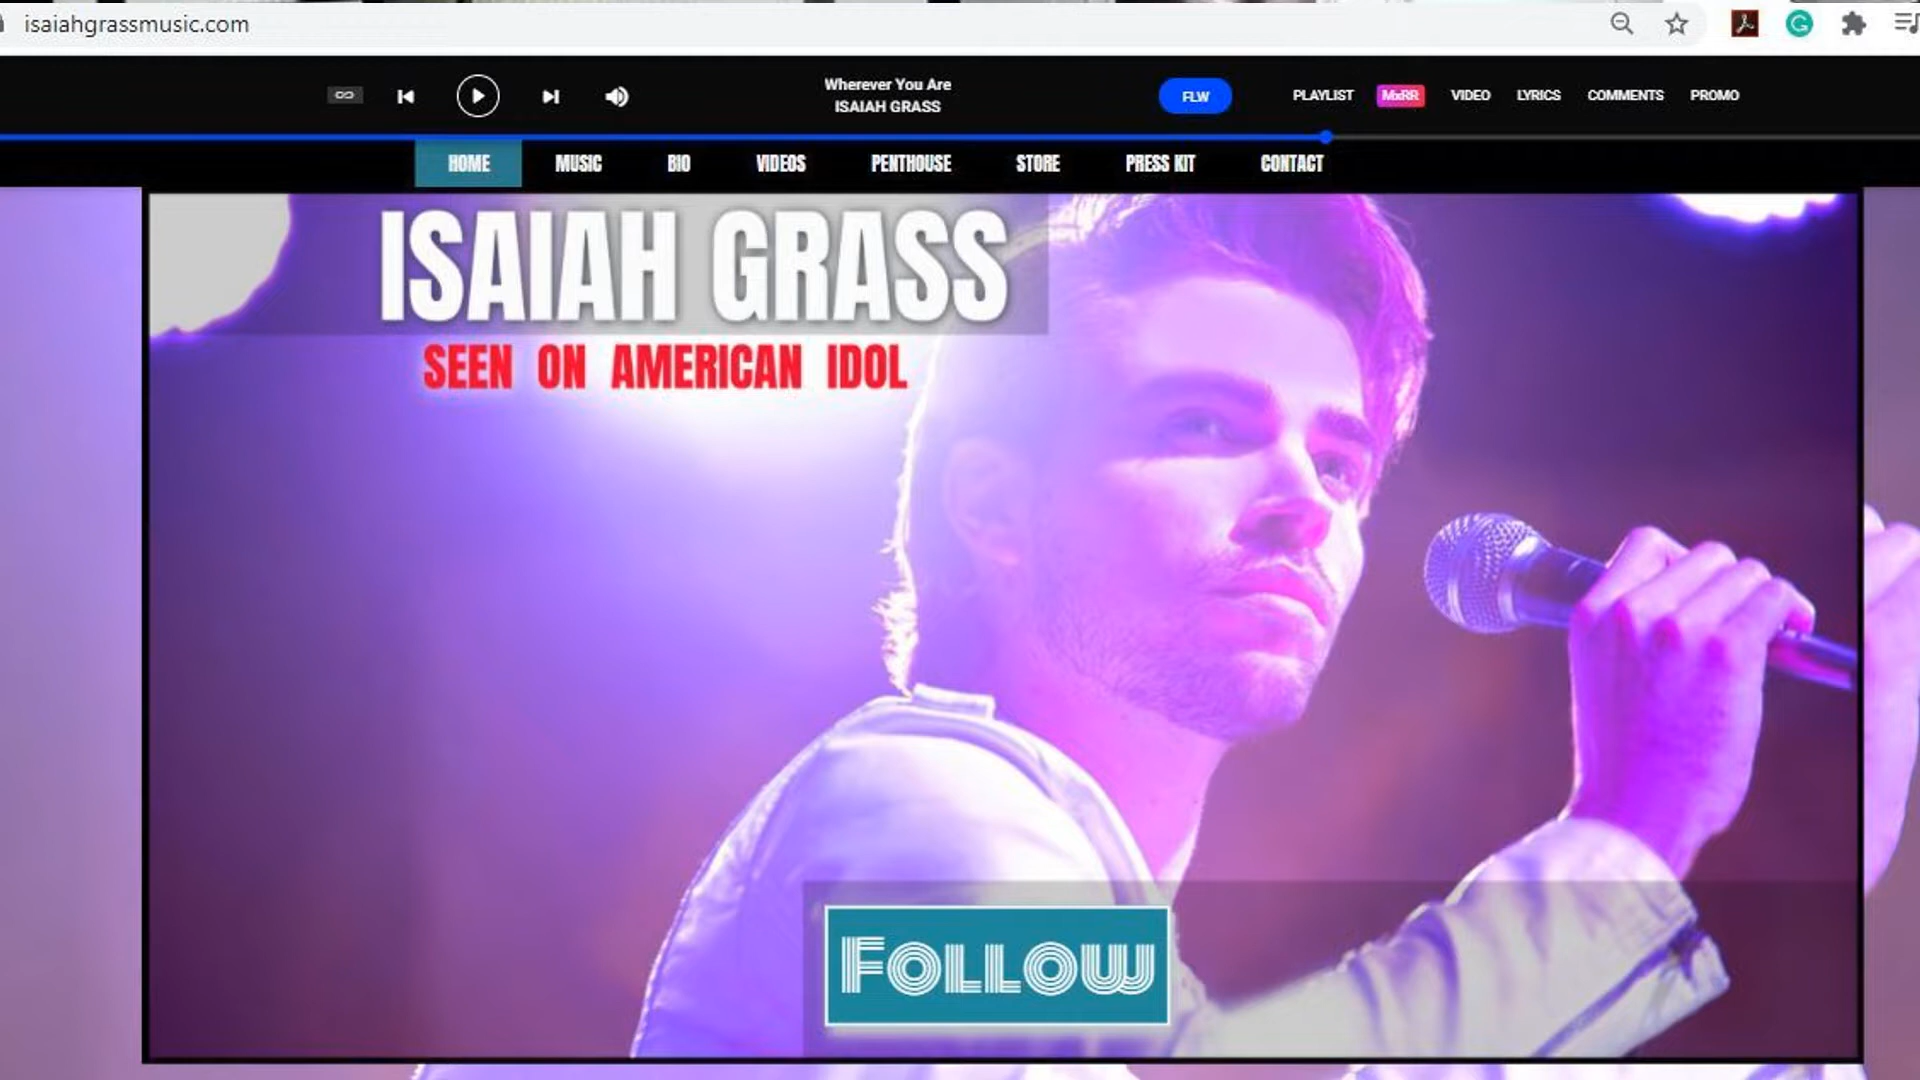 isaiahgrassmusic.com
Wherever You Are
ISAIAH GRASS
FLW
PLAYLIST MxRR VIDEO LYRICS COMMENTS PROMO
HOME MUSIC BIO VIDEOS PENTHOUSE STORE PRESS KIT CONTACT
ISAIAH GRASS
SEEN ON AMERICAN IDOL
FOLLOW